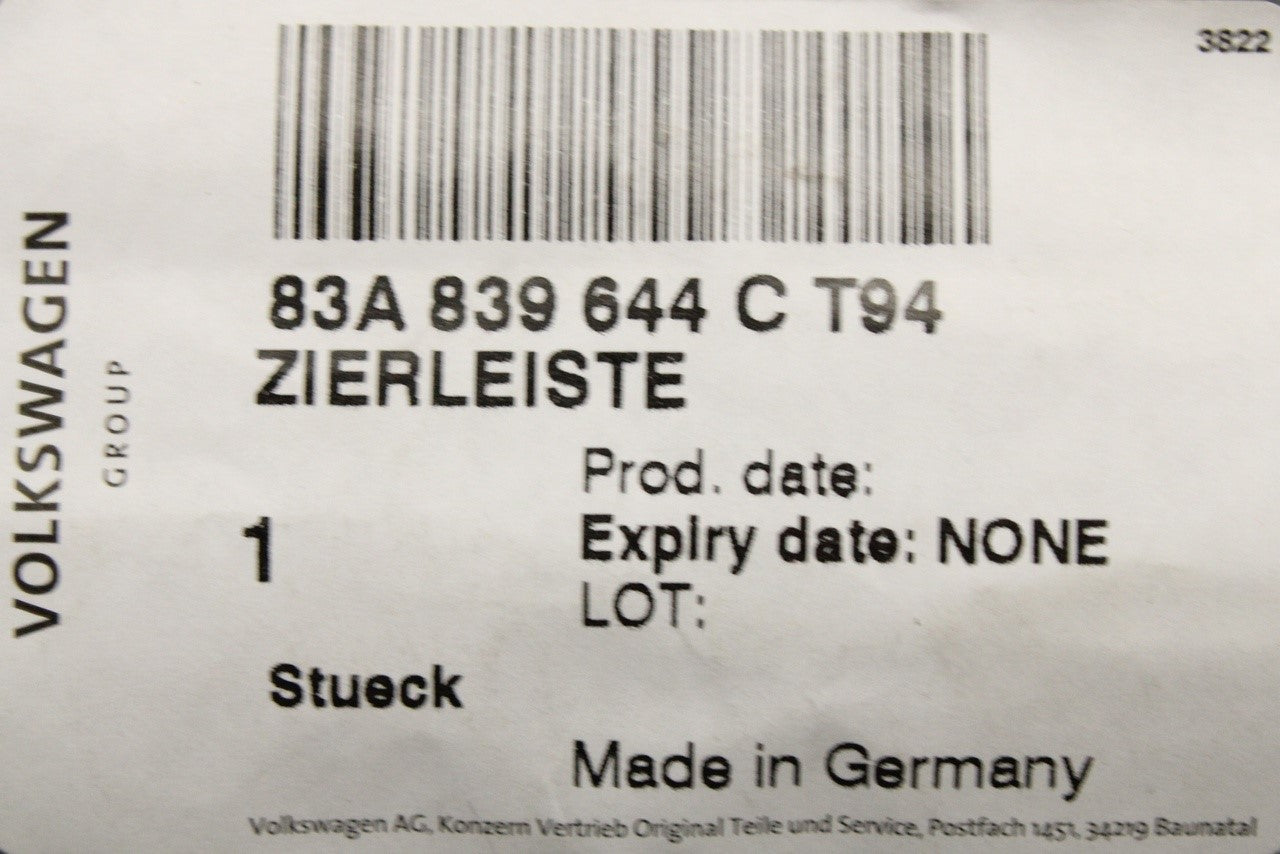 3822
83A 839 644 C T94
ZIERLEISTE
VOLKSWAGEN
GROUP
Prod. date:
1
Expiry date: NONE
LOT:
Stueck
Made in Germany
Volkswagen AG, Konzern Vertrieb Original Teile und Service, Postfach 1451, 34219 Baunatal